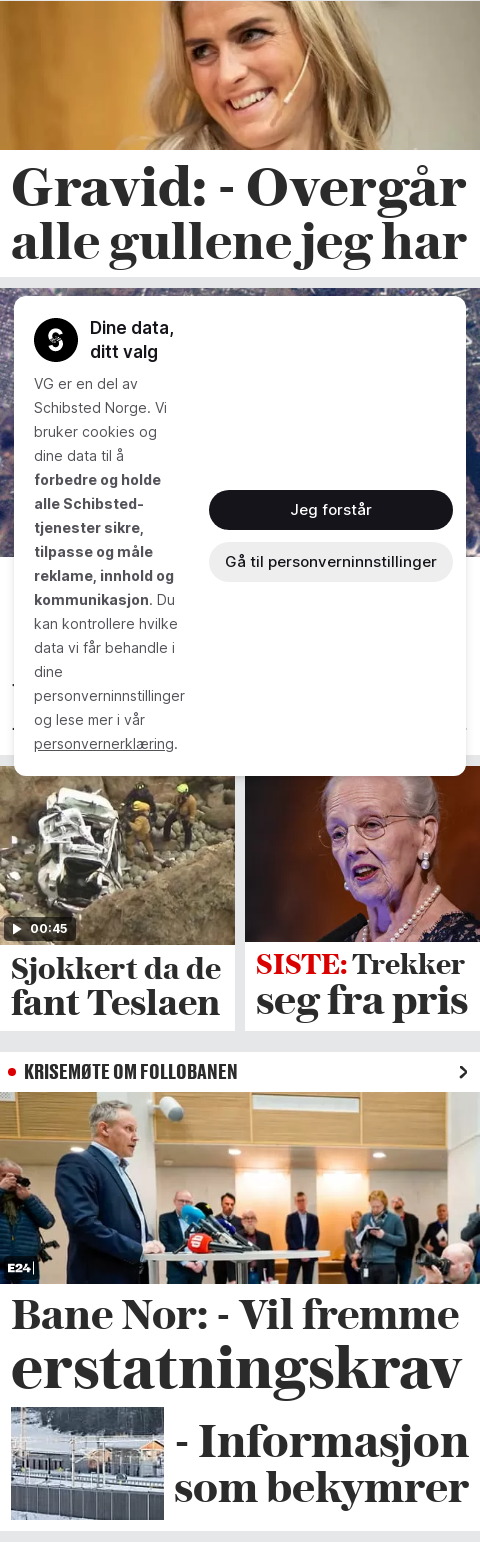 Gravid: - Overgår
alle gullene jeg har
Dine data,
ditt valg
VG er en del av
Schibsted Norge. Vi
bruker cookies og
dine data til å
forbedre og holde
alle Schibsted-
tjenester sikre,
tilpasse og måle
reklame, innhold og
kommunikasjon. Du
kan kontrollere hvilke
data vi får behandle i
dine
personverninnstillinger
og lese mer i vår
personvernerklæring.
Jeg forstår
Gå til personverninnstillinger
00:45
Sjokkert da de
fant Teslaen
SISTE: Trekker
seg fra pris
KRISEMØTE OM FOLLOBANEN
E24
Bane Nor: - Vil fremme
erstatningskrav
- Informasjon
som bekymrer